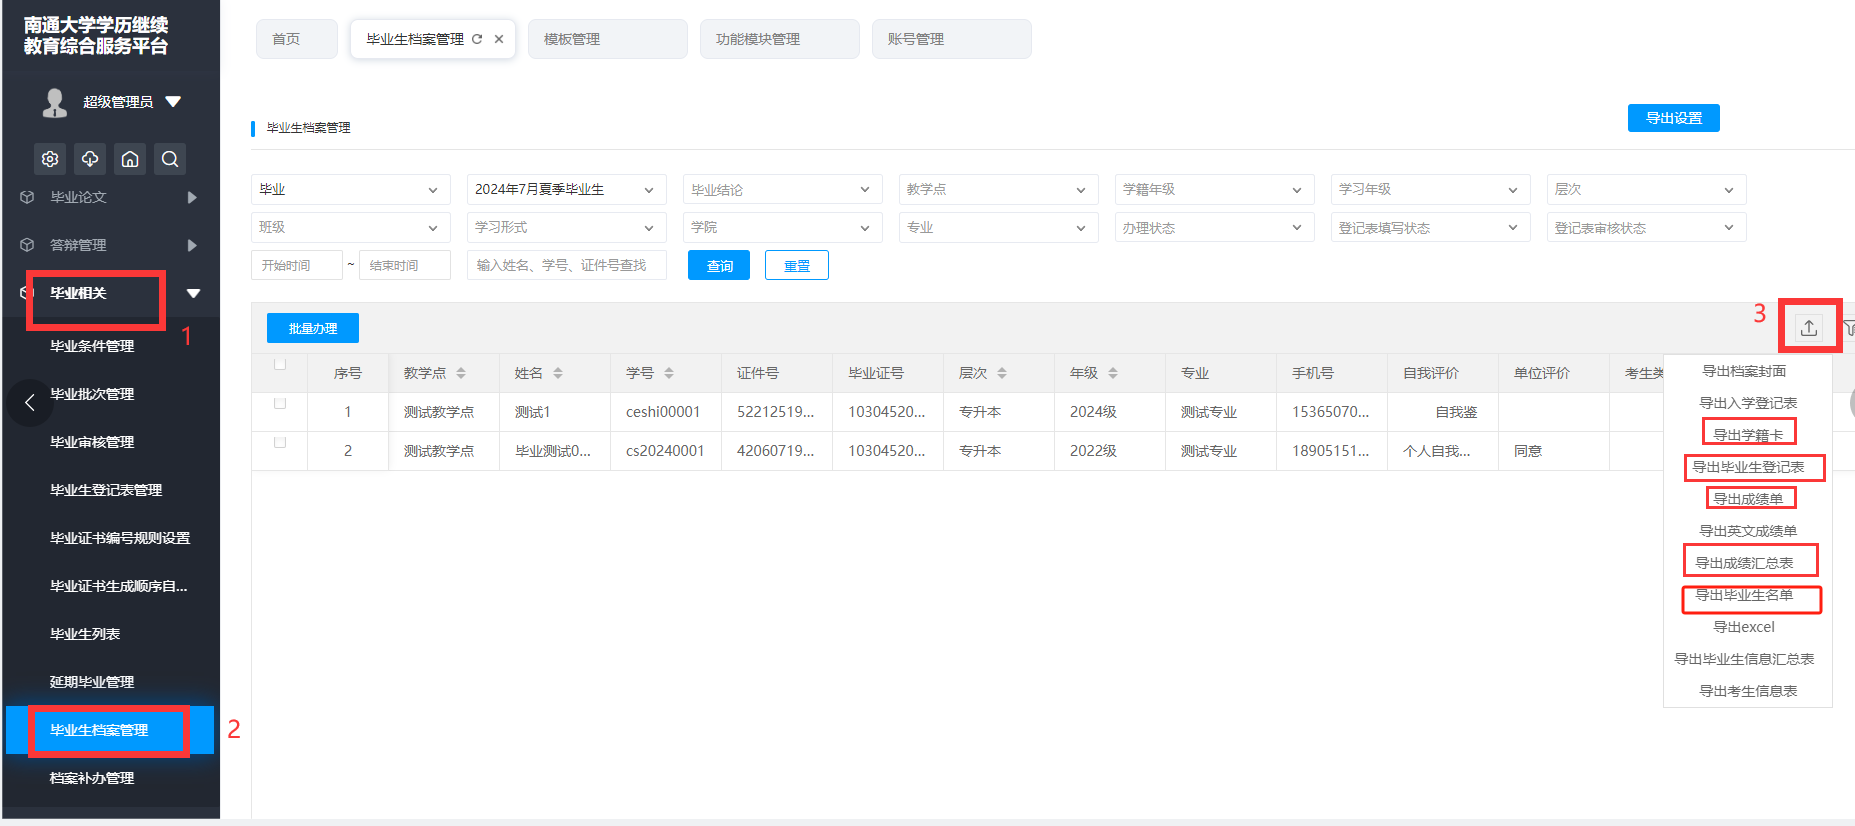 南通大学学历继续
教育综合服务平台
超级管理员
毕业论文
答辩管理
毕业相关
1
毕业条件管理
毕业批次管理
毕业审核管理
毕业生登记表管理
毕业证书编号规则设置
毕业证书生成顺序自...
毕业生列表
延期毕业管理
毕业生档案管理
2
档案补办管理
首页 毕业生档案管理 模板管理 功能模块管理 账号管理
毕业生档案管理 导出设置
毕业 2024年7月夏季毕业生 毕业结论 教学点 学籍年级 学习年级 层次
班级 学习形式 学院 专业 办理状态 登记表填写状态 登记表审核状态
开始时间 ~ 结束时间 输入姓名、学号、证件号查找 查询 重置
批量办理 3
序号 教学点 姓名 学号 证件号 毕业证号 层次 年级 专业 手机号 自我评价 单位评价 考生类
1 测试教学点 测试1 ceshi00001 52212519... 10304520... 专升本 2024级 测试专业 15365070... 自我鉴
2 测试教学点 毕业测试0... cs20240001 42060719... 10304520... 专升本 2022级 测试专业 18905151... 个人自我... 同意
导出档案封面
导出入学登记表
导出学籍卡
导出毕业生登记表
导出成绩单
导出英文成绩单
导出成绩汇总表
导出毕业生名单
导出excel
导出毕业生信息汇总表
导出考生信息表